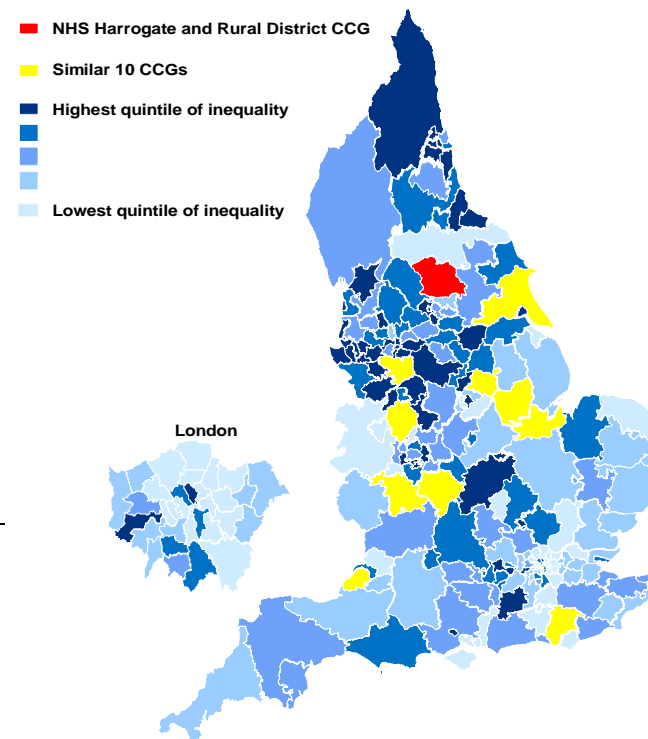 NHS Harrogate and Rural District CCG
Similar 10 CCGs
Highest quintile of inequality
Lowest quintile of inequality
London